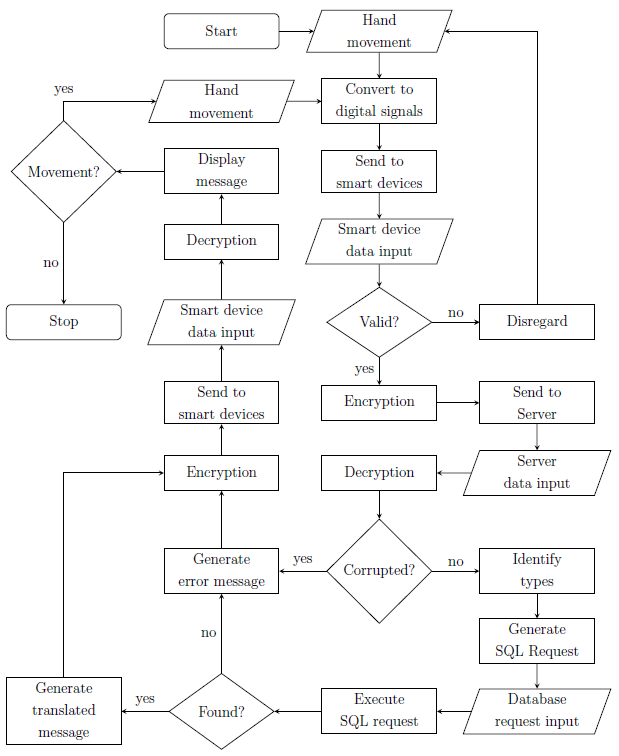 Start
Hand
movement
yes
Hand
movement
Convert to
digital signals
Movement?
Display
message
Send to
smart devices
Decryption
Smart device
data input
no
Stop
Smart device
data input
Valid?
no
Disregard
yes
Send to
smart devices
Encryption
Send to
Server
Encryption
Decryption
Server
data input
Generate
error message
yes
Corrupted?
no
Identify
types
no
Generate
SQL Request
Generate
translated
message
yes
Found?
Execute
SQL request
Database
request input